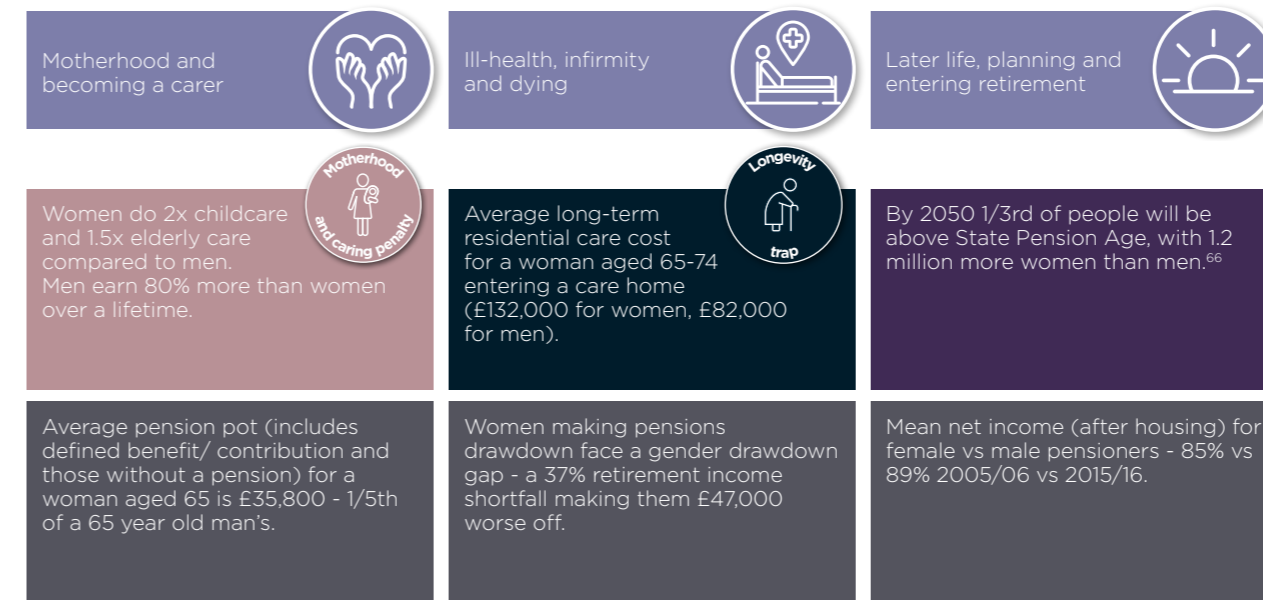 Motherhood and
becoming a carer
Ill-health, infirmity
and dying
Later life, planning and
entering retirement
Motherhood
and caring penalty
Women do 2x childcare
and 1.5x elderly care
compared to men.
Men earn 80% more than women
over a lifetime.
Longevity
trap
Average long-term
residential care cost
for a woman aged 65-74
entering a care home
(£132,000 for women, £82,000
for men).
By 2050 1/3rd of people will be
above State Pension Age, with 1.2
million more women than men.66
Average pension pot (includes
defined benefit/ contribution and
those without a pension) for a
woman aged 65 is £35,800 - 1/5th
of a 65 year old man’s.
Women making pensions
drawdown face a gender drawdown
gap - a 37% retirement income
shortfall making them £47,000
worse off.
Mean net income (after housing) for
female vs male pensioners - 85% vs
89% 2005/06 vs 2015/16.